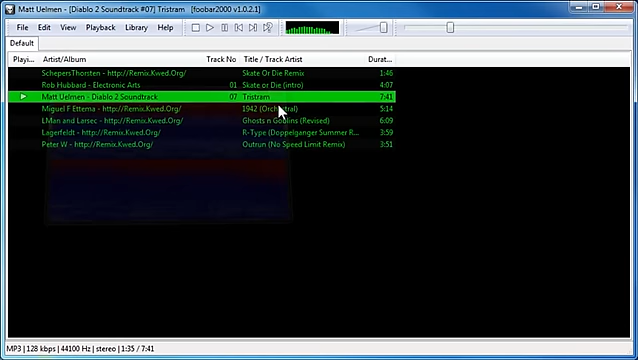 Matt Uelmen - [Diablo 2 Soundtrack #07] Tristram   [foobar2000 v1.0.2.1]
File Edit View Playback Library Help
Default
Playi... Artist/Album Track No Title / Track Artist Durat...
SchepersThorsten - http://Remix.Kwed.Org/ Skate Or Die Remix 1:46
Rob Hubbard - Electronic Arts 01 Skate or Die (intro) 4:07
Matt Uelmen - Diablo 2 Soundtrack 07 Tristram 7:41
Miguel F Ettema - http://Remix.Kwed.Org/ 1942 (Orchestral) 5:14
LMan and Larsec - http://Remix.Kwed.Org/ Ghosts n Goblins (Revised) 6:09
Lagerfeldt - http://Remix.Kwed.Org/ R-Type (Doppelganger Summer R... 3:59
Peter W - http://Remix.Kwed.Org/ Outrun (No Speed Limit Remix) 3:51
MP3 | 128 kbps | 44100 Hz | stereo | 1:35 / 7:41